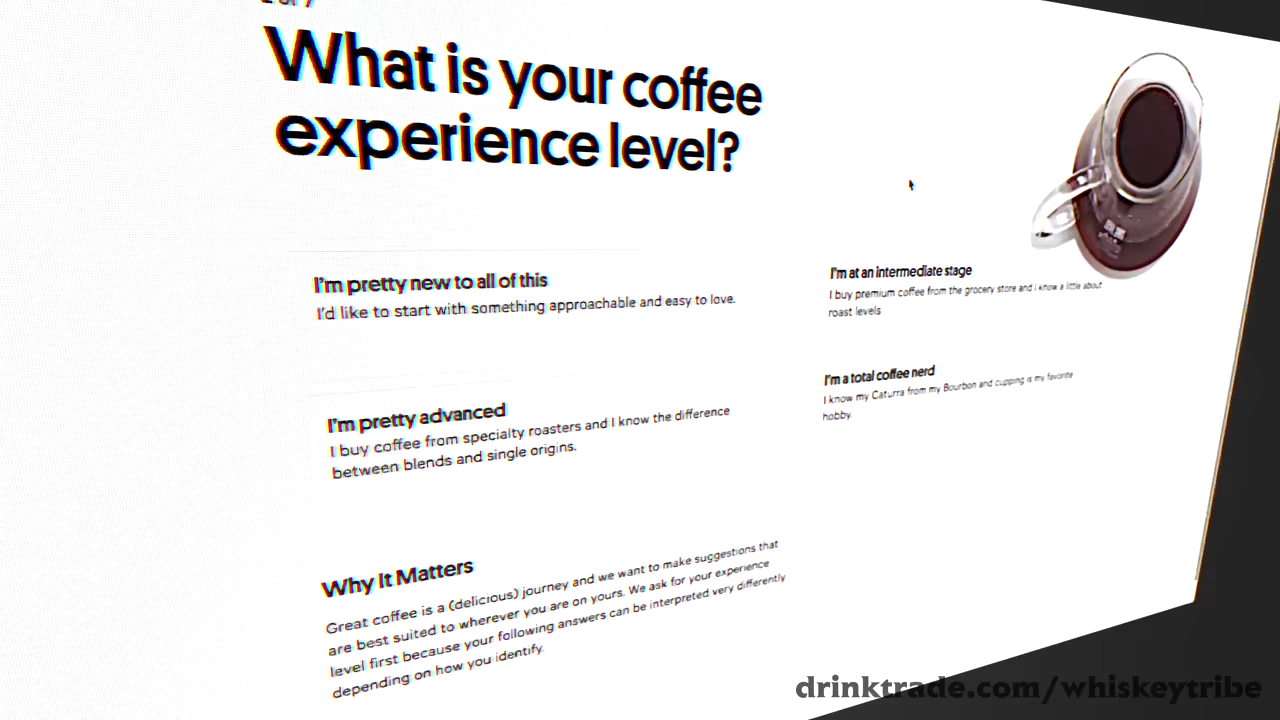 What is your coffee
experience level?
I'm pretty new to all of this
I'd like to start with something approachable and easy to love.
I'm at an intermediate stage
I buy premium coffee from the grocery store and I know a little about
roast levels
I'm pretty advanced
I buy coffee from specialty roasters and I know the difference
between blends and single origins.
I'm a total coffee nerd
I know my Caturra from my Bourbon and cupping is my favorite
hobby.
Why It Matters
Great coffee is a (delicious) journey and we want to make suggestions that
are best suited to wherever you are on yours. We ask for your experience
level first because your following answers can be interpreted very differently
depending on how you identify.
drinktrade.com/whiskeytribe